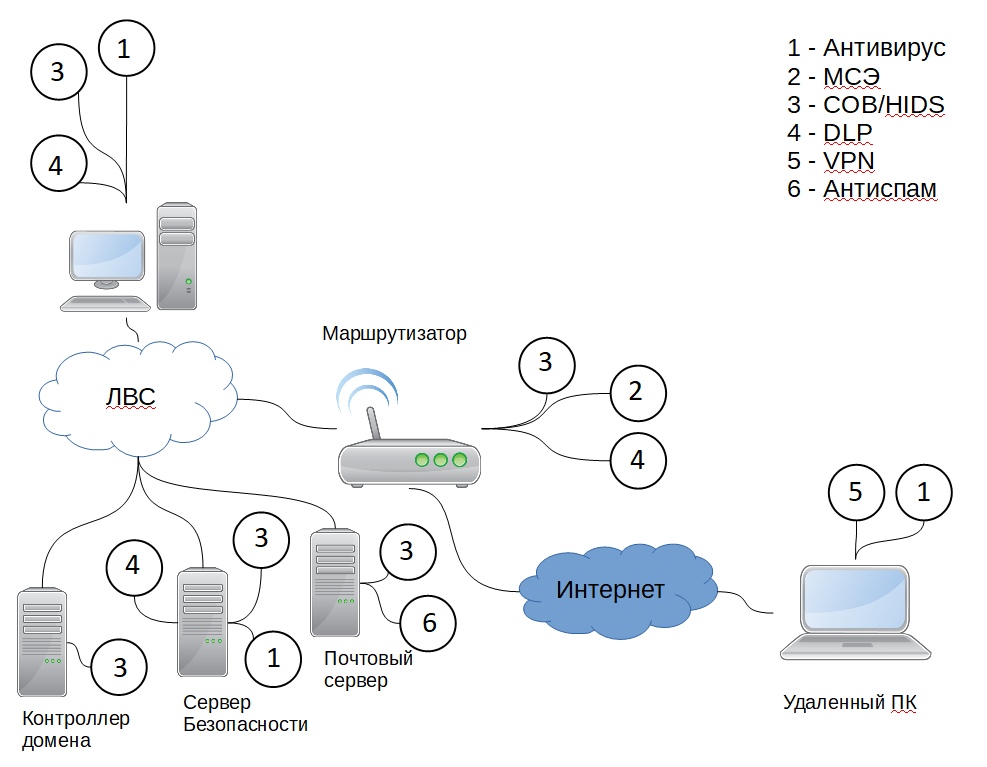 1
3
4
1 - Антивирус
2 - МСЭ
3 - СОВ/HIDS
4 - DLP
5 - VPN
6 - Антиспам
Маршрутизатор
ЛВС
3
2
4
5
1
3
4
3
6
1
3
Интернет
Почтовый
сервер
Сервер
Безопасности
Контроллер
домена
Удаленный ПК